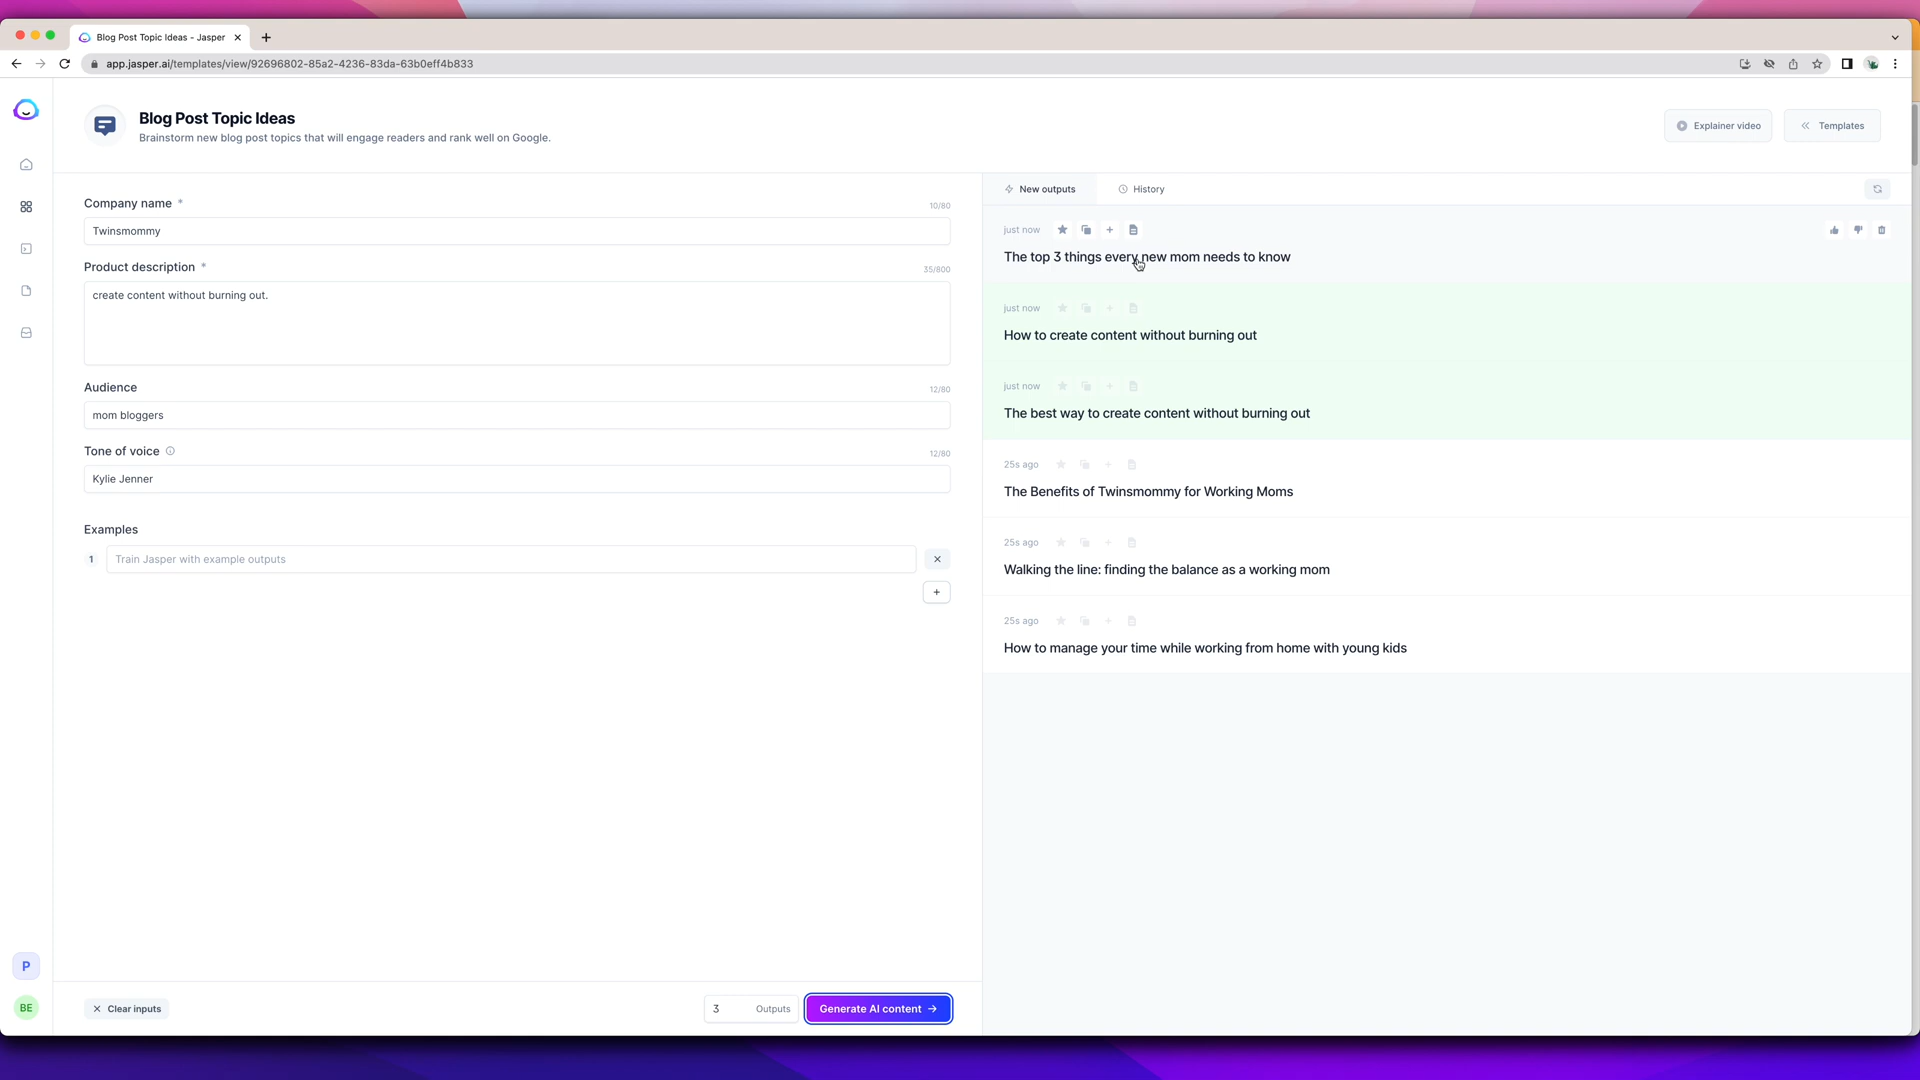 Blog Post Topic Ideas - Jasper
app.jasper.ai/templates/view/92696802-85a2-4236-83da-63b0eff4b833
Blog Post Topic Ideas
Brainstorm new blog post topics that will engage readers and rank well on Google.
Explainer video
Templates
Company name *
10/80
Twinsmommy
Product description *
35/800
create content without burning out.
Audience
12/80
mom bloggers
Tone of voice
12/80
Kylie Jenner
Examples
1
Train Jasper with example outputs
Clear inputs
3 Outputs
Generate AI content
New outputs
History
just now
The top 3 things every new mom needs to know
just now
How to create content without burning out
just now
The best way to create content without burning out
25s ago
The Benefits of Twinsmommy for Working Moms
25s ago
Walking the line: finding the balance as a working mom
25s ago
How to manage your time while working from home with young kids
P
BE